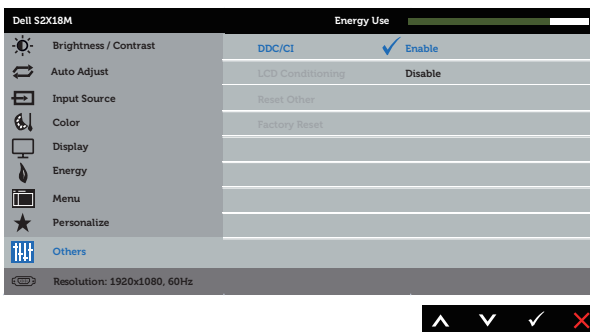 Dell S2X18M Energy Use
Brightness / Contrast
DDC/CI Enable
Auto Adjust
LCD Conditioning Disable
Input Source
Reset Other
Color
Factory Reset
Display
Energy
Menu
Personalize
Others
Resolution: 1920x1080, 60Hz